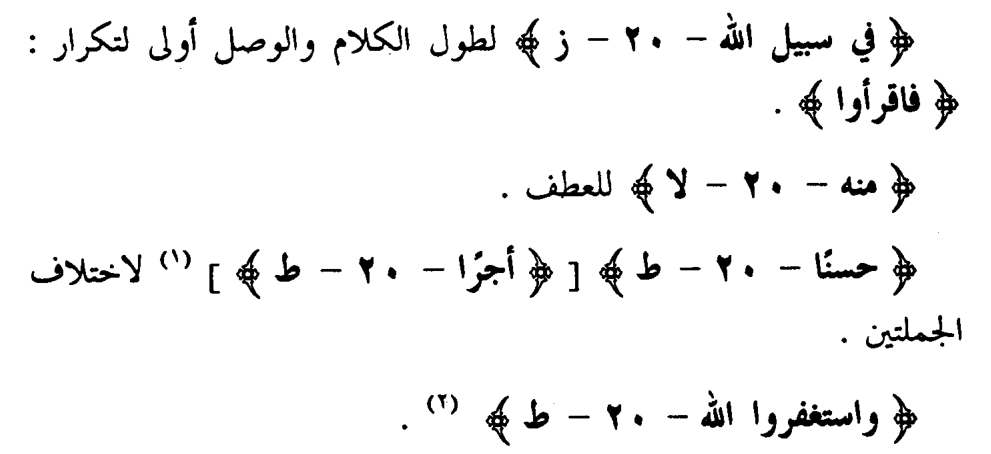 ﴿ في سبيل الله – ٢٠ – ز ﴾ لطول الكلام والوصل أولى لتكرار :
﴿ فاقرأوا ﴾ .
﴿ منه – ٢٠ – لا ﴾ للعطف .
﴿ حسنًا – ٢٠ – ط ﴾ [ ﴿ أجرًا – ٢٠ – ط ﴾ ] (١) لاختلاف
الجملتين .
﴿ واستغفروا الله – ٢٠ – ط ﴾ (٢) .